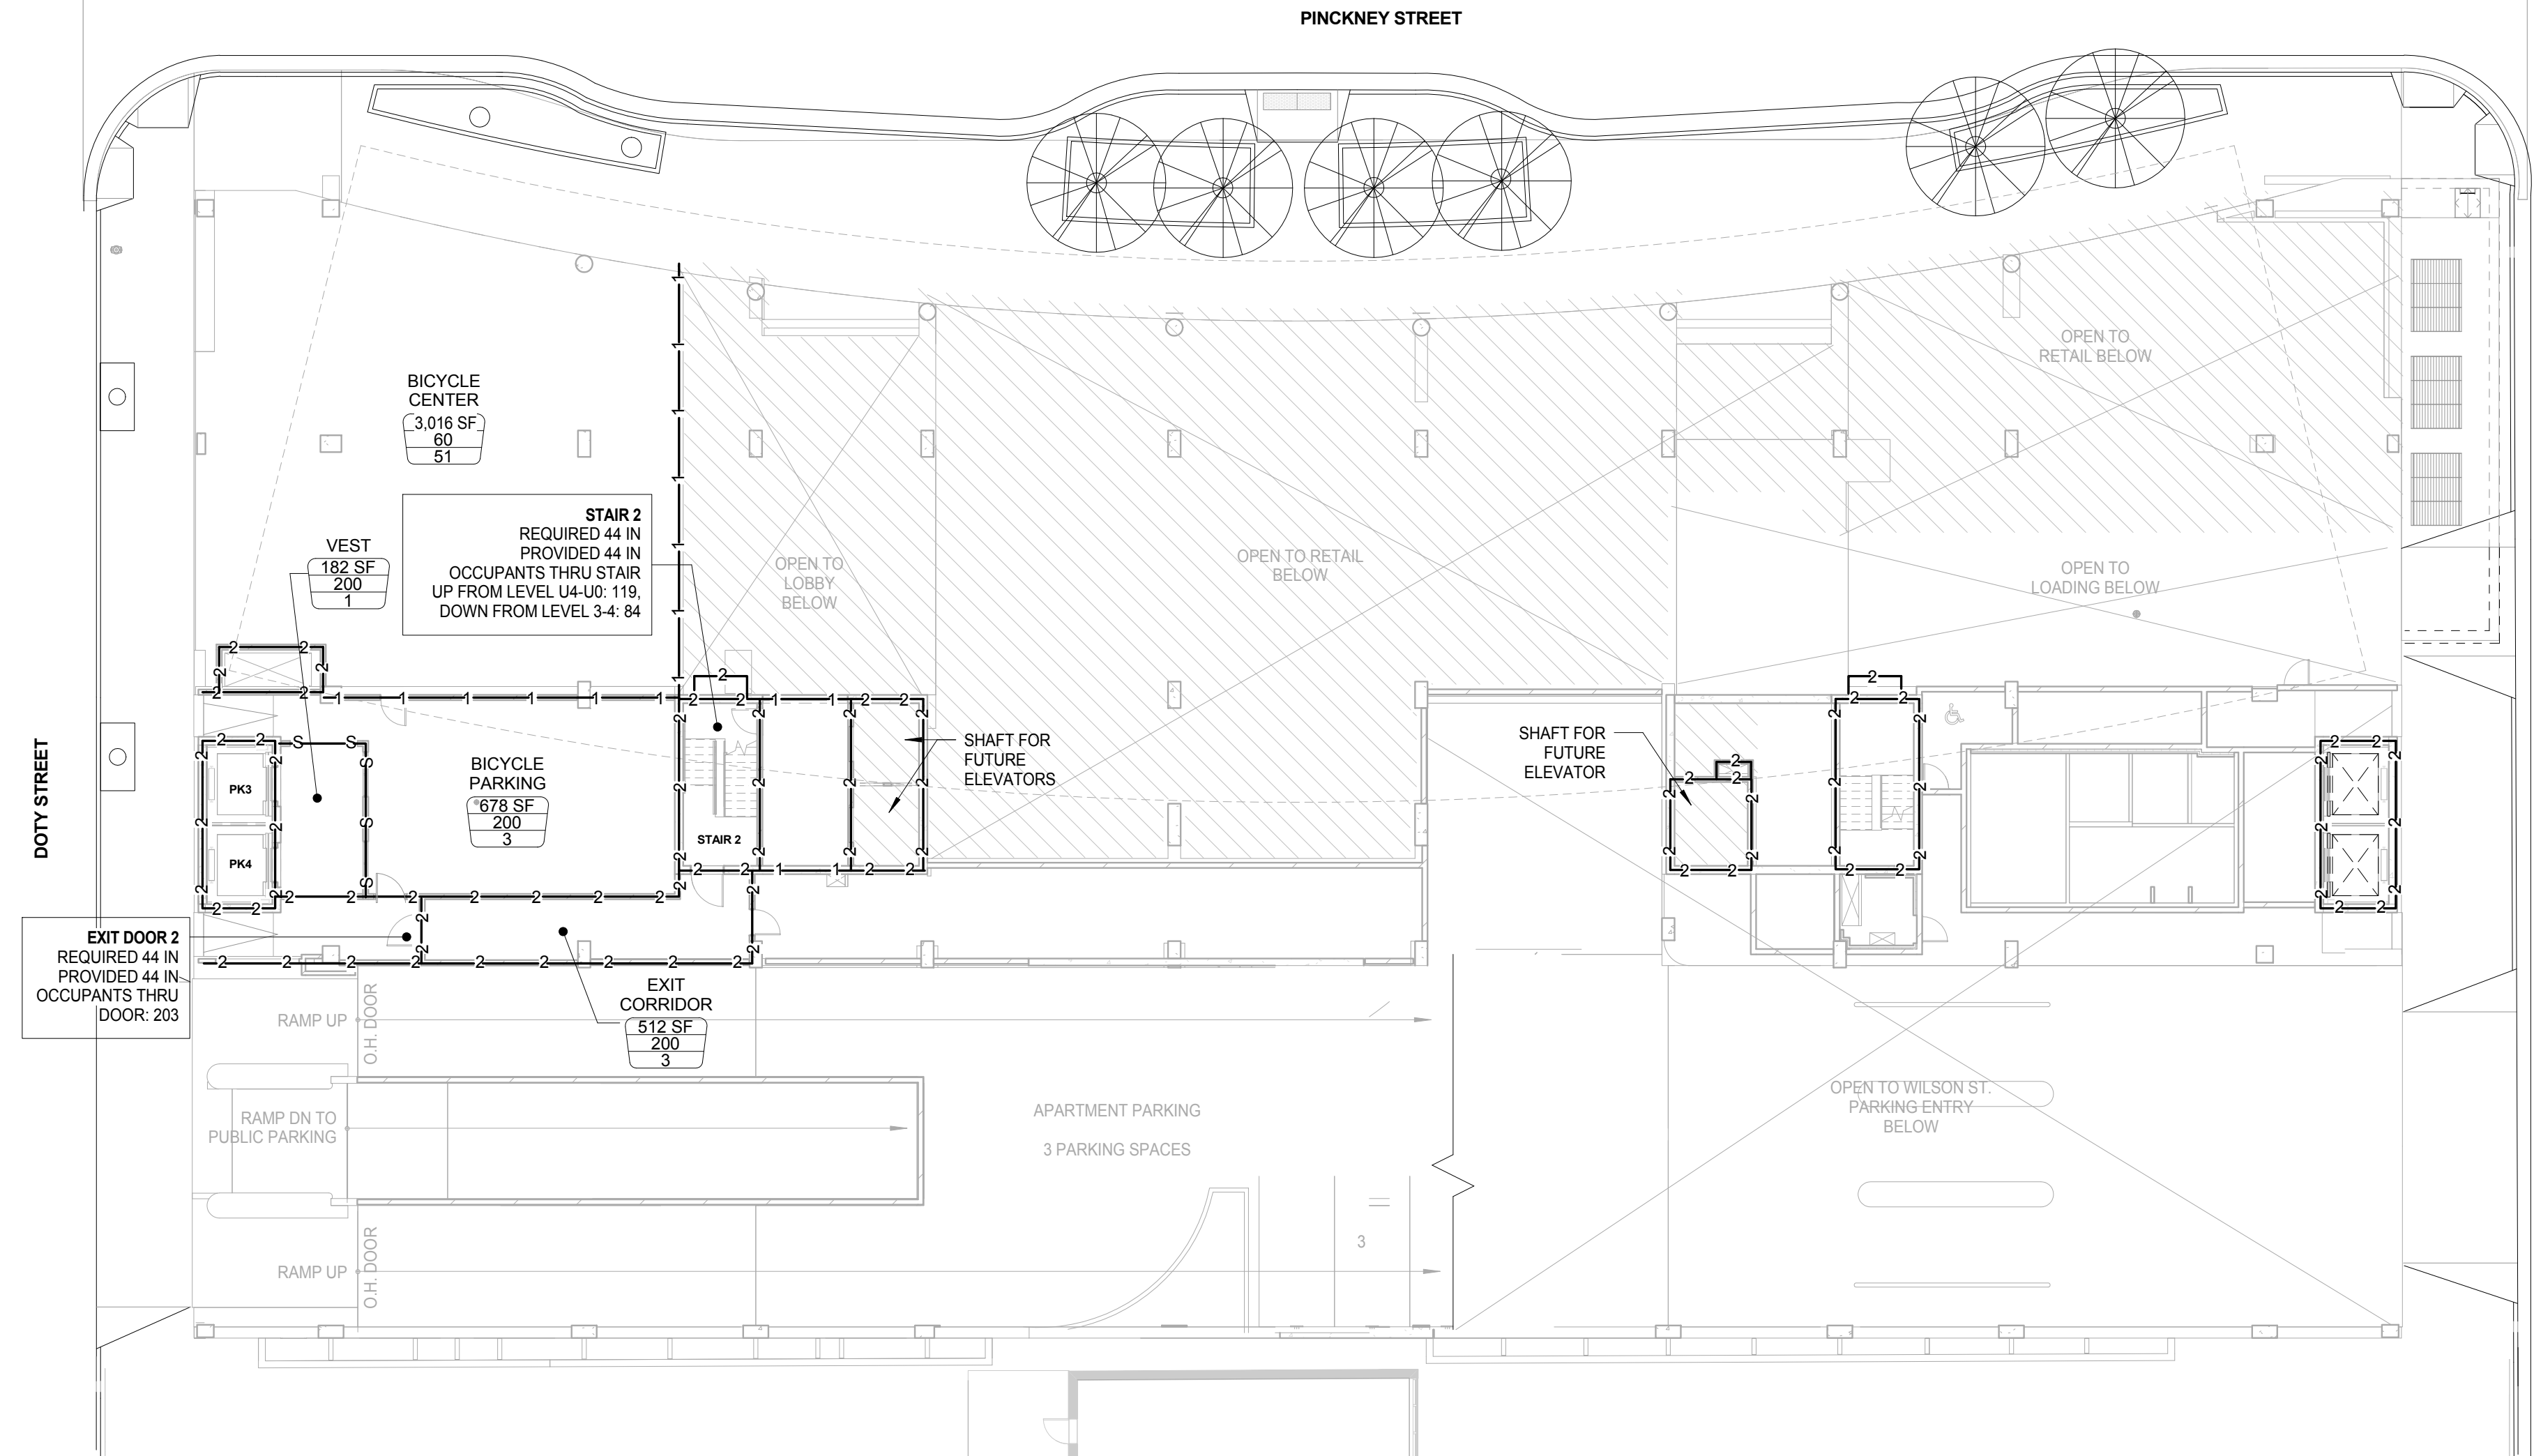 PINCKNEY STREET
BICYCLE
CENTER
3,016 SF
60
51
STAIR 2
REQUIRED 44 IN
PROVIDED 44 IN
OCCUPANTS THRU STAIR
UP FROM LEVEL U4-U0: 119,
DOWN FROM LEVEL 3-4: 84
VEST
182 SF
200
1
OPEN TO
LOBBY
BELOW
OPEN TO RETAIL
BELOW
OPEN TO
RETAIL BELOW
OPEN TO
LOADING BELOW
DOTY STREET
PK3
PK4
BICYCLE
PARKING
678 SF
200
3
STAIR 2
SHAFT FOR
FUTURE
ELEVATORS
SHAFT FOR
FUTURE
ELEVATOR
EXIT DOOR 2
REQUIRED 44 IN
PROVIDED 44 IN
OCCUPANTS THRU
DOOR: 203
EXIT
CORRIDOR
512 SF
200
3
RAMP UP
O.H. DOOR
RAMP DN TO
PUBLIC PARKING
APARTMENT PARKING
3 PARKING SPACES
OPEN TO WILSON ST.
PARKING ENTRY
BELOW
RAMP UP
O.H. DOOR
3